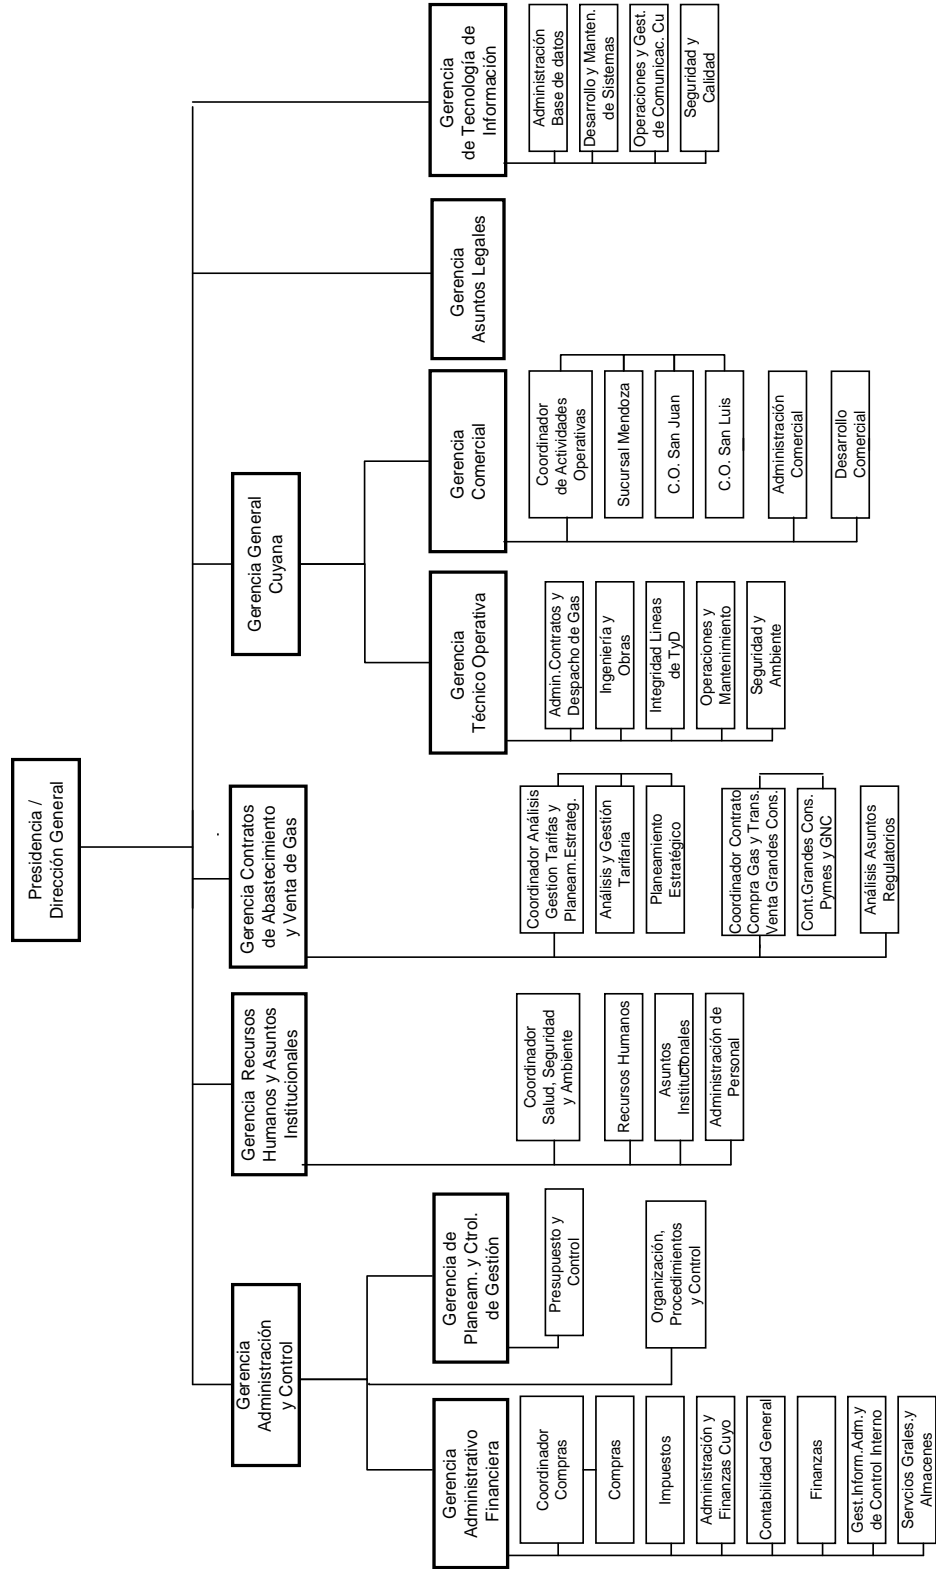 Presidencia /
Dirección General
Gerencia
Administración
y Control
Gerencia Recursos
Humanos y Asuntos
Institucionales
Gerencia Contratos
de Abastecimiento
y Venta de Gas
Gerencia General
Cuyana
Gerencia
Administrativo
Financiera
Gerencia de
Planeam. y Ctrol.
de Gestión
Gerencia
Técnico Operativa
Gerencia
Comercial
Gerencia
Asuntos Legales
Gerencia
de Tecnología de
Información
Coordinador
Compras
Compras
Impuestos
Administración y
Finanzas Cuyo
Contabilidad General
Finanzas
Gest.Inform.Adm.y
de Control Interno
Servcios Grales.y
Almacenes
Presupuesto y
Control
Organización,
Procedimientos
y Control
Coordinador
Salud, Seguridad
y Ambiente
Recursos Humanos
Asuntos
Institucionales
Administración de
Personal
Coordinador Análisis
Gestion Tarifas y
Planeam.Estrateg.
Análisis y Gestión
Tarifaria
Planeamiento
Estratégico
Coordinador Contrato
Compra Gas y Trans.
Venta Grandes Cons.
Cont.Grandes Cons.
Pymes y GNC
Análisis Asuntos
Regulatorios
Admin.Contratos y
Despacho de Gas
Ingeniería y
Obras
Integridad Lineas
de TyD
Operaciones y
Mantenimiento
Seguridad y
Ambiente
Coordinador
de Actividades
Operativas
Sucursal Mendoza
C.O. San Juan
C.O. San Luis
Administración
Comercial
Desarrollo
Comercial
Administración
Base de datos
Desarrollo y Manten.
de Sistemas
Operaciones y Gest.
de Comunicac. Cu
Seguridad y
Calidad